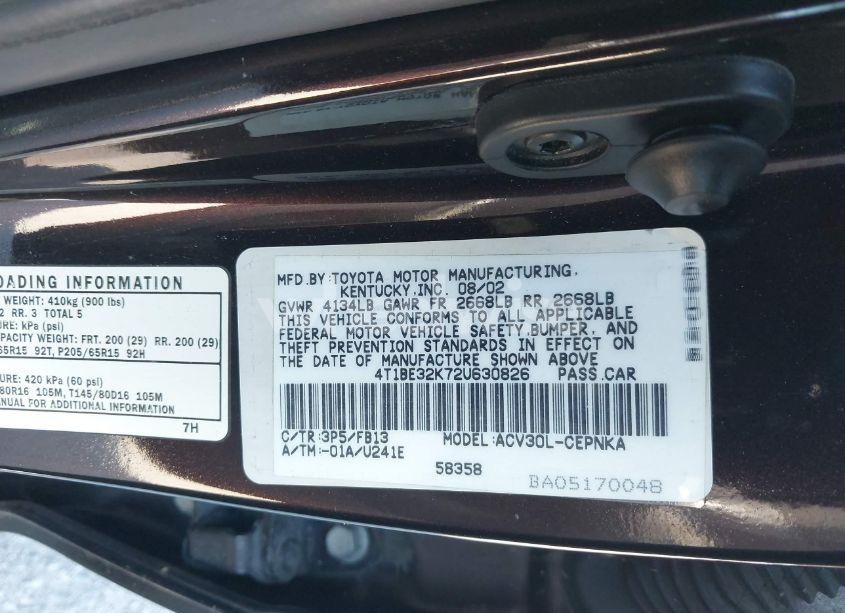 LOADING INFORMATION
WEIGHT: 410kg (900 lbs)
2 RR. 3 TOTAL 5
URE: kPa (psi)
APACITY WEIGHT: FRT. 200 (29) RR. 200 (29)
65R15 92T, P205/65R15 92H
URE: 420 kPa (60 psi)
80R16 105M, T145/80D16 105M
ANUAL FOR ADDITIONAL INFORMATION
7H
MFD.BY:TOYOTA MOTOR MANUFACTURING,
KENTUCKY,INC. 08/02
GVWR 4134LB GAWR FR 2668LB RR 2668LB
THIS VEHICLE CONFORMS TO ALL APPLICABLE
FEDERAL MOTOR VEHICLE SAFETY,BUMPER, AND
THEFT PREVENTION STANDARDS IN EFFECT ON
THE DATE OF MANUFACTURE SHOWN ABOVE
4T1BE32K72U630826 PASS.CAR
C/TR:3P5/FB13 MODEL:ACV30L-CEPNKA
A/TM:-01A/U241E
58358
BA05170048